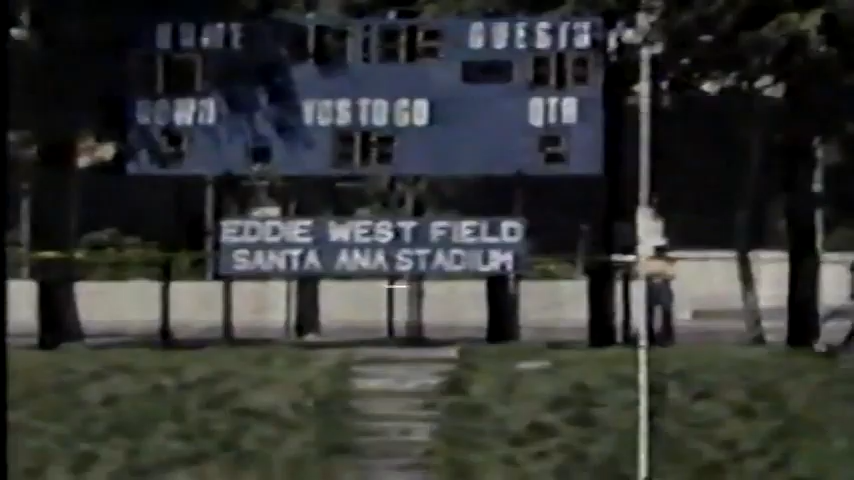 HOME GUESTS
DOWN YDS TO GO QTR
EDDIE WEST FIELD
SANTA ANA STADIUM